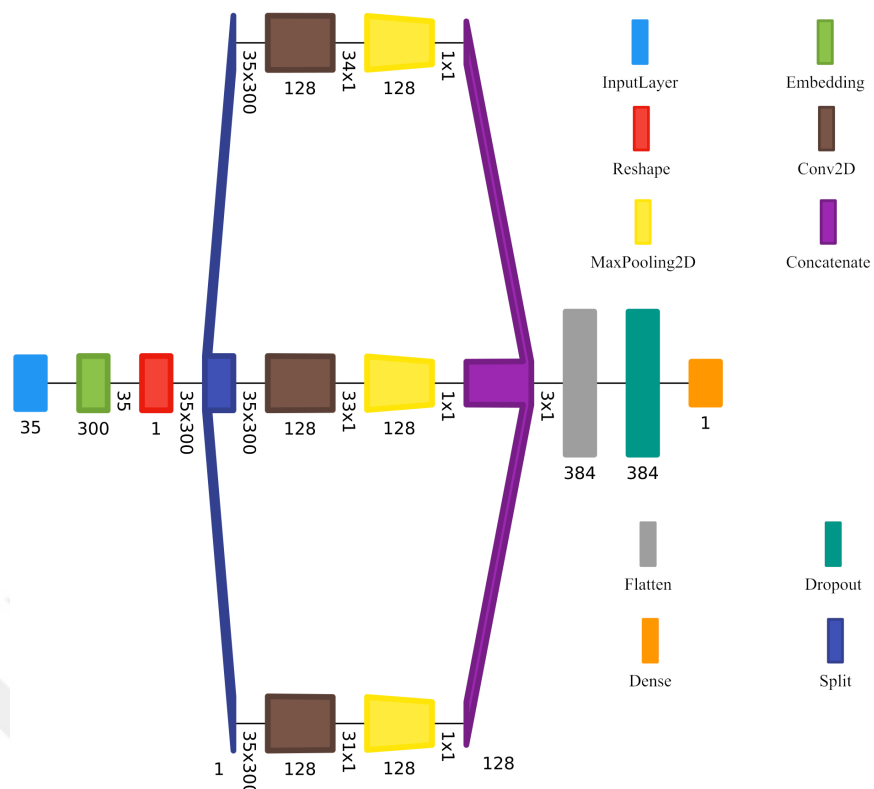 35x300
128
34x1
128
1x1
35
300
35
1
35x300
35x300
128
33x1
128
1x1
3x1
384
384
1
1
35x300
128
31x1
128
1x1
128
InputLayer
Embedding
Reshape
Conv2D
MaxPooling2D
Concatenate
Flatten
Dropout
Dense
Split